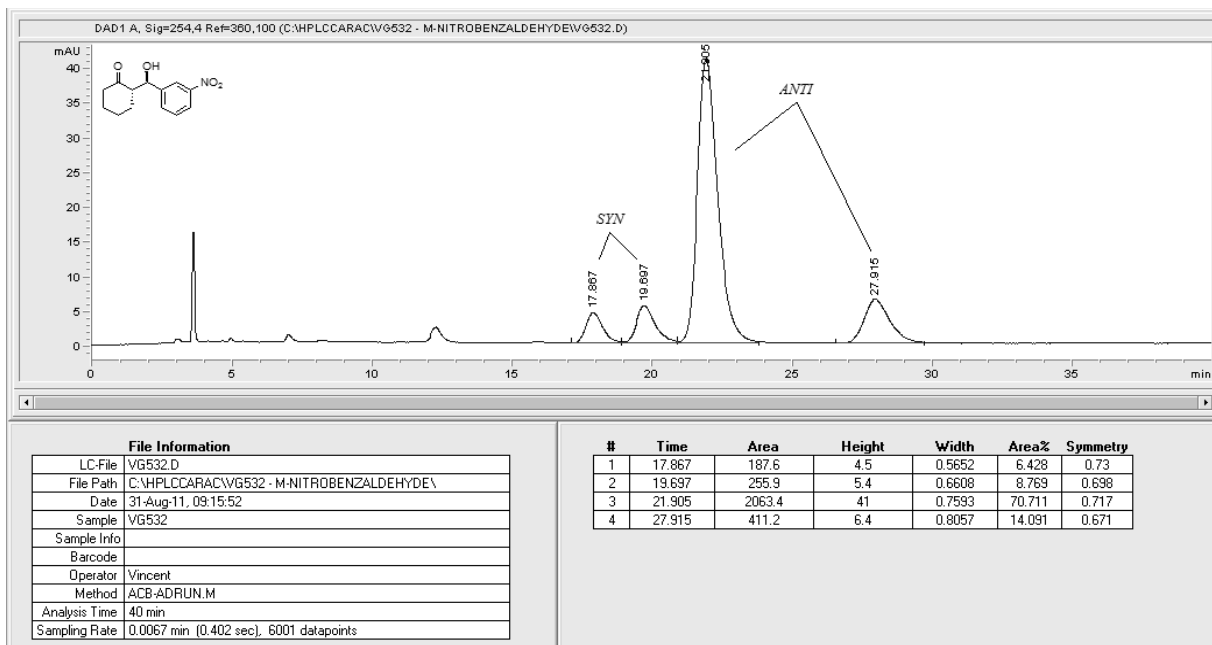 DAD1 A, Sig=254,4 Ref=360,100 (C:\HPLCCARAC\VG532 - M-NITROBENZALDEHYDE\VG532.D)
mAU
40
35
30
25
20
15
10
5
0
O OH
NO2
SYN
ANTI
17.867
19.697
21.905
27.915
0 5 10 15 20 25 30 35 min
File Information
LC-File VG532.D
File Path C:\HPLCCARAC\VG532 - M-NITROBENZALDEHYDE\
Date 31-Aug-11, 09:15:52
Sample VG532
Sample Info
Barcode
Operator Vincent
Method ACB-ADRUN.M
Analysis Time 40 min
Sampling Rate 0.0067 min (0.402 sec), 6001 datapoints
# Time Area Height Width Area% Symmetry
1 17.867 187.6 4.5 0.5652 6.428 0.73
2 19.697 255.9 5.4 0.6608 8.769 0.698
3 21.905 2063.4 41 0.7593 70.711 0.717
4 27.915 411.2 6.4 0.8057 14.091 0.671